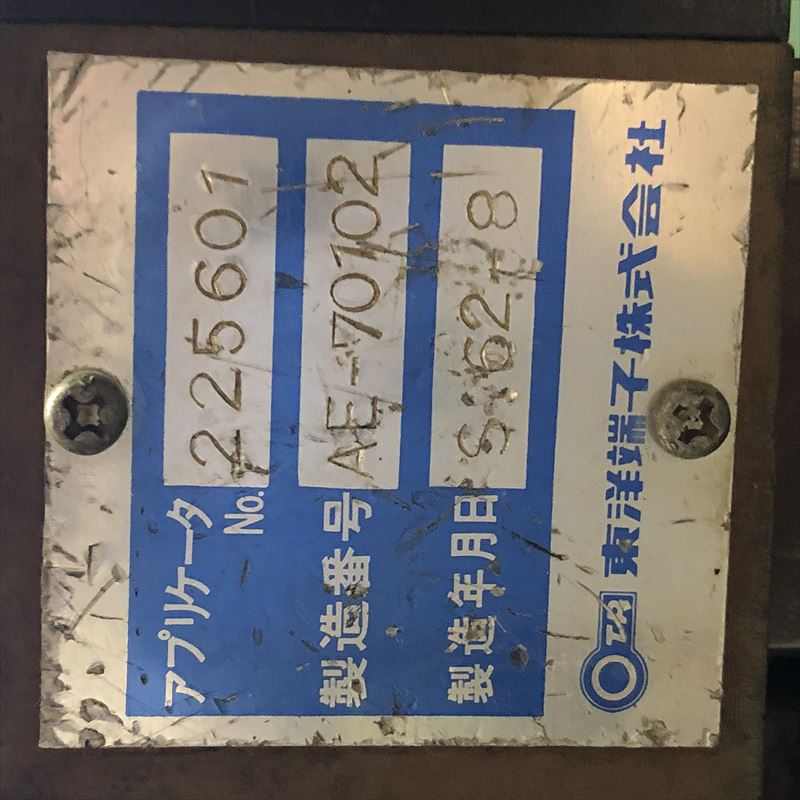 アプリケータ No. 225601
製造番号 AE-70102
製造年月日 S.62-8
東洋端子株式会社